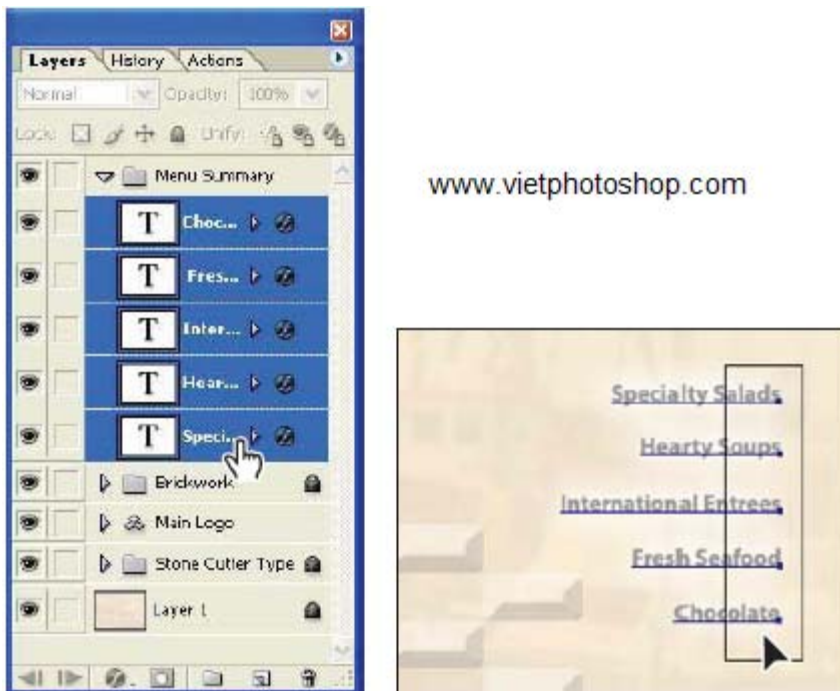 Layers History Actions
Normal Opacity: 100%
Lock: Unify:
Menu Summary
T Choc...
T Fres...
T Inter...
T Hear...
T Speci...
Brickwork
Main Logo
Stone Cutter Type
Layer 1
www.vietphotoshop.com
Specialty Salads
Hearty Soups
International Entrees
Fresh Seafood
Chocolate